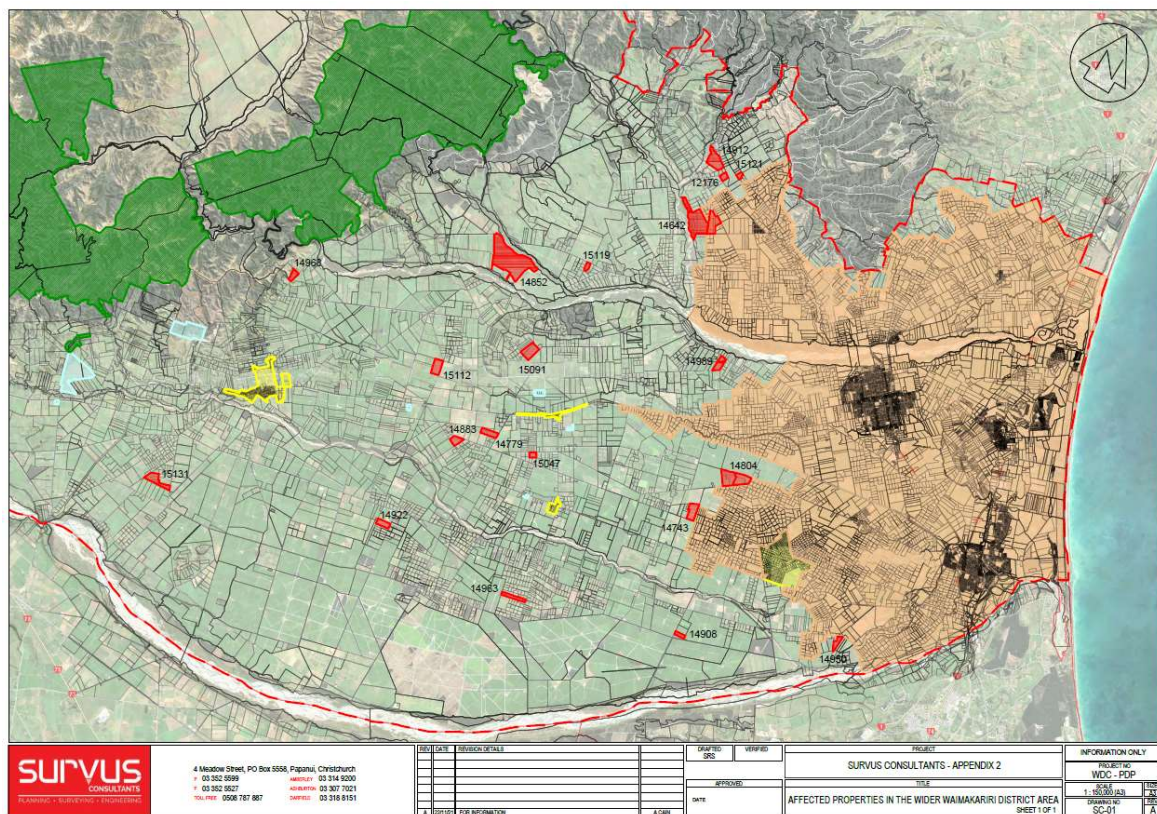 14912
15121
12176
14642
15119
14968
14852
15091
14989
15112
14883
14779
15047
14804
15131
14743
14922
14963
14908
14950
SURVUS
CONSULTANTS
PLANNING - SURVEYING - ENGINEERING
4 Meadow Street, PO Box 5558, Papanui, Christchurch
P 03 352 5599 AMBERLEY 03 314 9200
F 03 352 5527 ASHBURTON 03 307 7021
TOLL FREE 0508 787 887 DARFIELD 03 318 8151
REV DATE REVISION DETAILS
A FOR INFORMATION
DRAFTED VERIFIED
SRS
APPROVED
DATE
PROJECT
SURVUS CONSULTANTS - APPENDIX 2
TITLE
AFFECTED PROPERTIES IN THE WIDER WAIMAKARIRI DISTRICT AREA
SHEET 1 OF 1
INFORMATION ONLY
PROJECT NO
WDC - PDP
SCALE
1 : 150,000 (A3)
SIZE
A3
DRAWING NO
SC-01
REV
A